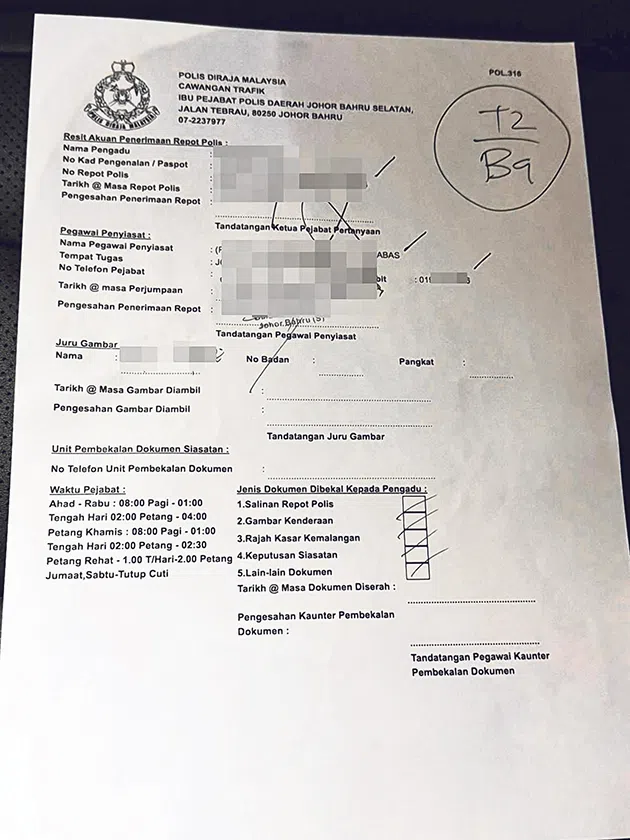 POL.316
POLIS DIRAJA MALAYSIA
CAWANGAN TRAFIK
IBU PEJABAT POLIS DAERAH JOHOR BAHRU SELATAN,
JALAN TEBRAU, 80250 JOHOR BAHRU
07-2237977
T2
B9
POLIS DIRAJA MALAYSIA
Resit Akuan Penerimaan Repot Polis :
Nama Pengadu :
No Kad Pengenalan / Paspot :
No Repot Polis :
Tarikh @ Masa Repot Polis :
Pengesahan Penerimaan Repot :
Tandatangan Ketua Pejabat Pertanyaan
Pegawai Penyiasat :
Nama Pegawai Penyiasat : ABAS
Tempat Tugas :
No Telefon Pejabat bit : 01
Tarikh @ masa Perjumpaan :
Pengesahan Penerimaan Repot :
Johor Bahru (S)
Tandatangan Pegawai Penyiasat
Juru Gambar
Nama : No Badan : Pangkat :
Tarikh @ Masa Gambar Diambil :
Pengesahan Gambar Diambil :
Tandatangan Juru Gambar
Unit Pembekalan Dokumen Siasatan :
No Telefon Unit Pembekalan Dokumen :
Waktu Pejabat :
Ahad - Rabu : 08:00 Pagi - 01:00
Tengah Hari 02:00 Petang - 04:00
Petang Khamis : 08:00 Pagi - 01:00
Tengah Hari 02:00 Petang - 02:30
Petang Rehat - 1.00 T/Hari-2.00 Petang
Jumaat,Sabtu-Tutup Cuti
Jenis Dokumen Dibekal Kepada Pengadu :
1.Salinan Repot Polis
2.Gambar Kenderaan
3.Rajah Kasar Kemalangan
4.Keputusan Siasatan
5.Lain-lain Dokumen
Tarikh @ Masa Dokumen Diserah :
Pengesahan Kaunter Pembekalan
Dokumen :
Tandatangan Pegawai Kaunter
Pembekalan Dokumen